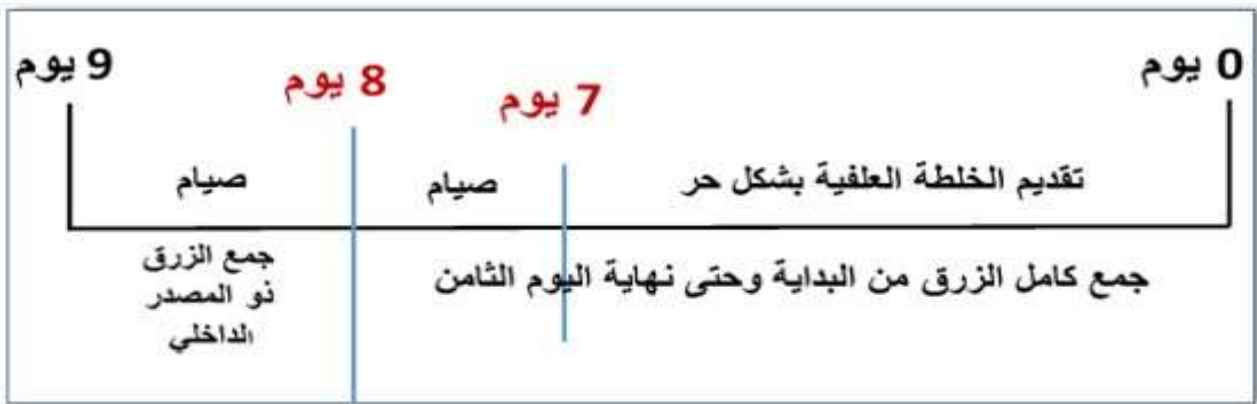 0 يوم
7 يوم
8 يوم
9 يوم
تقديم الخلطة العلفية بشكل حر
صيام
صيام
جمع كامل الزرق من البداية وحتى نهاية اليوم الثامن
جمع الزرق
ذو المصدر
الداخلي